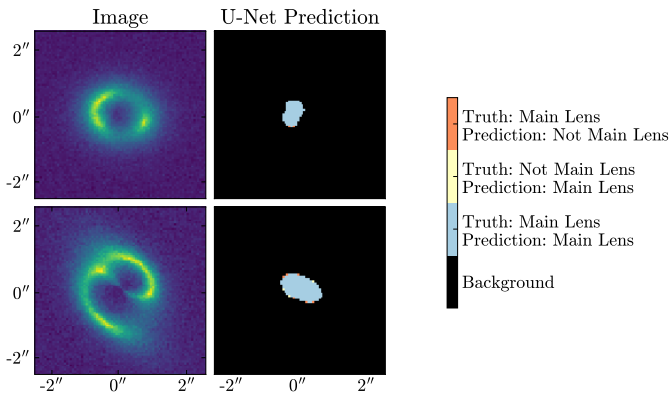 Image
U-Net Prediction
2″
0″
-2″
2″
0″
-2″
-2″ 0″ 2″
-2″ 0″ 2″
Truth: Main Lens
Prediction: Not Main Lens
Truth: Not Main Lens
Prediction: Main Lens
Truth: Main Lens
Prediction: Main Lens
Background